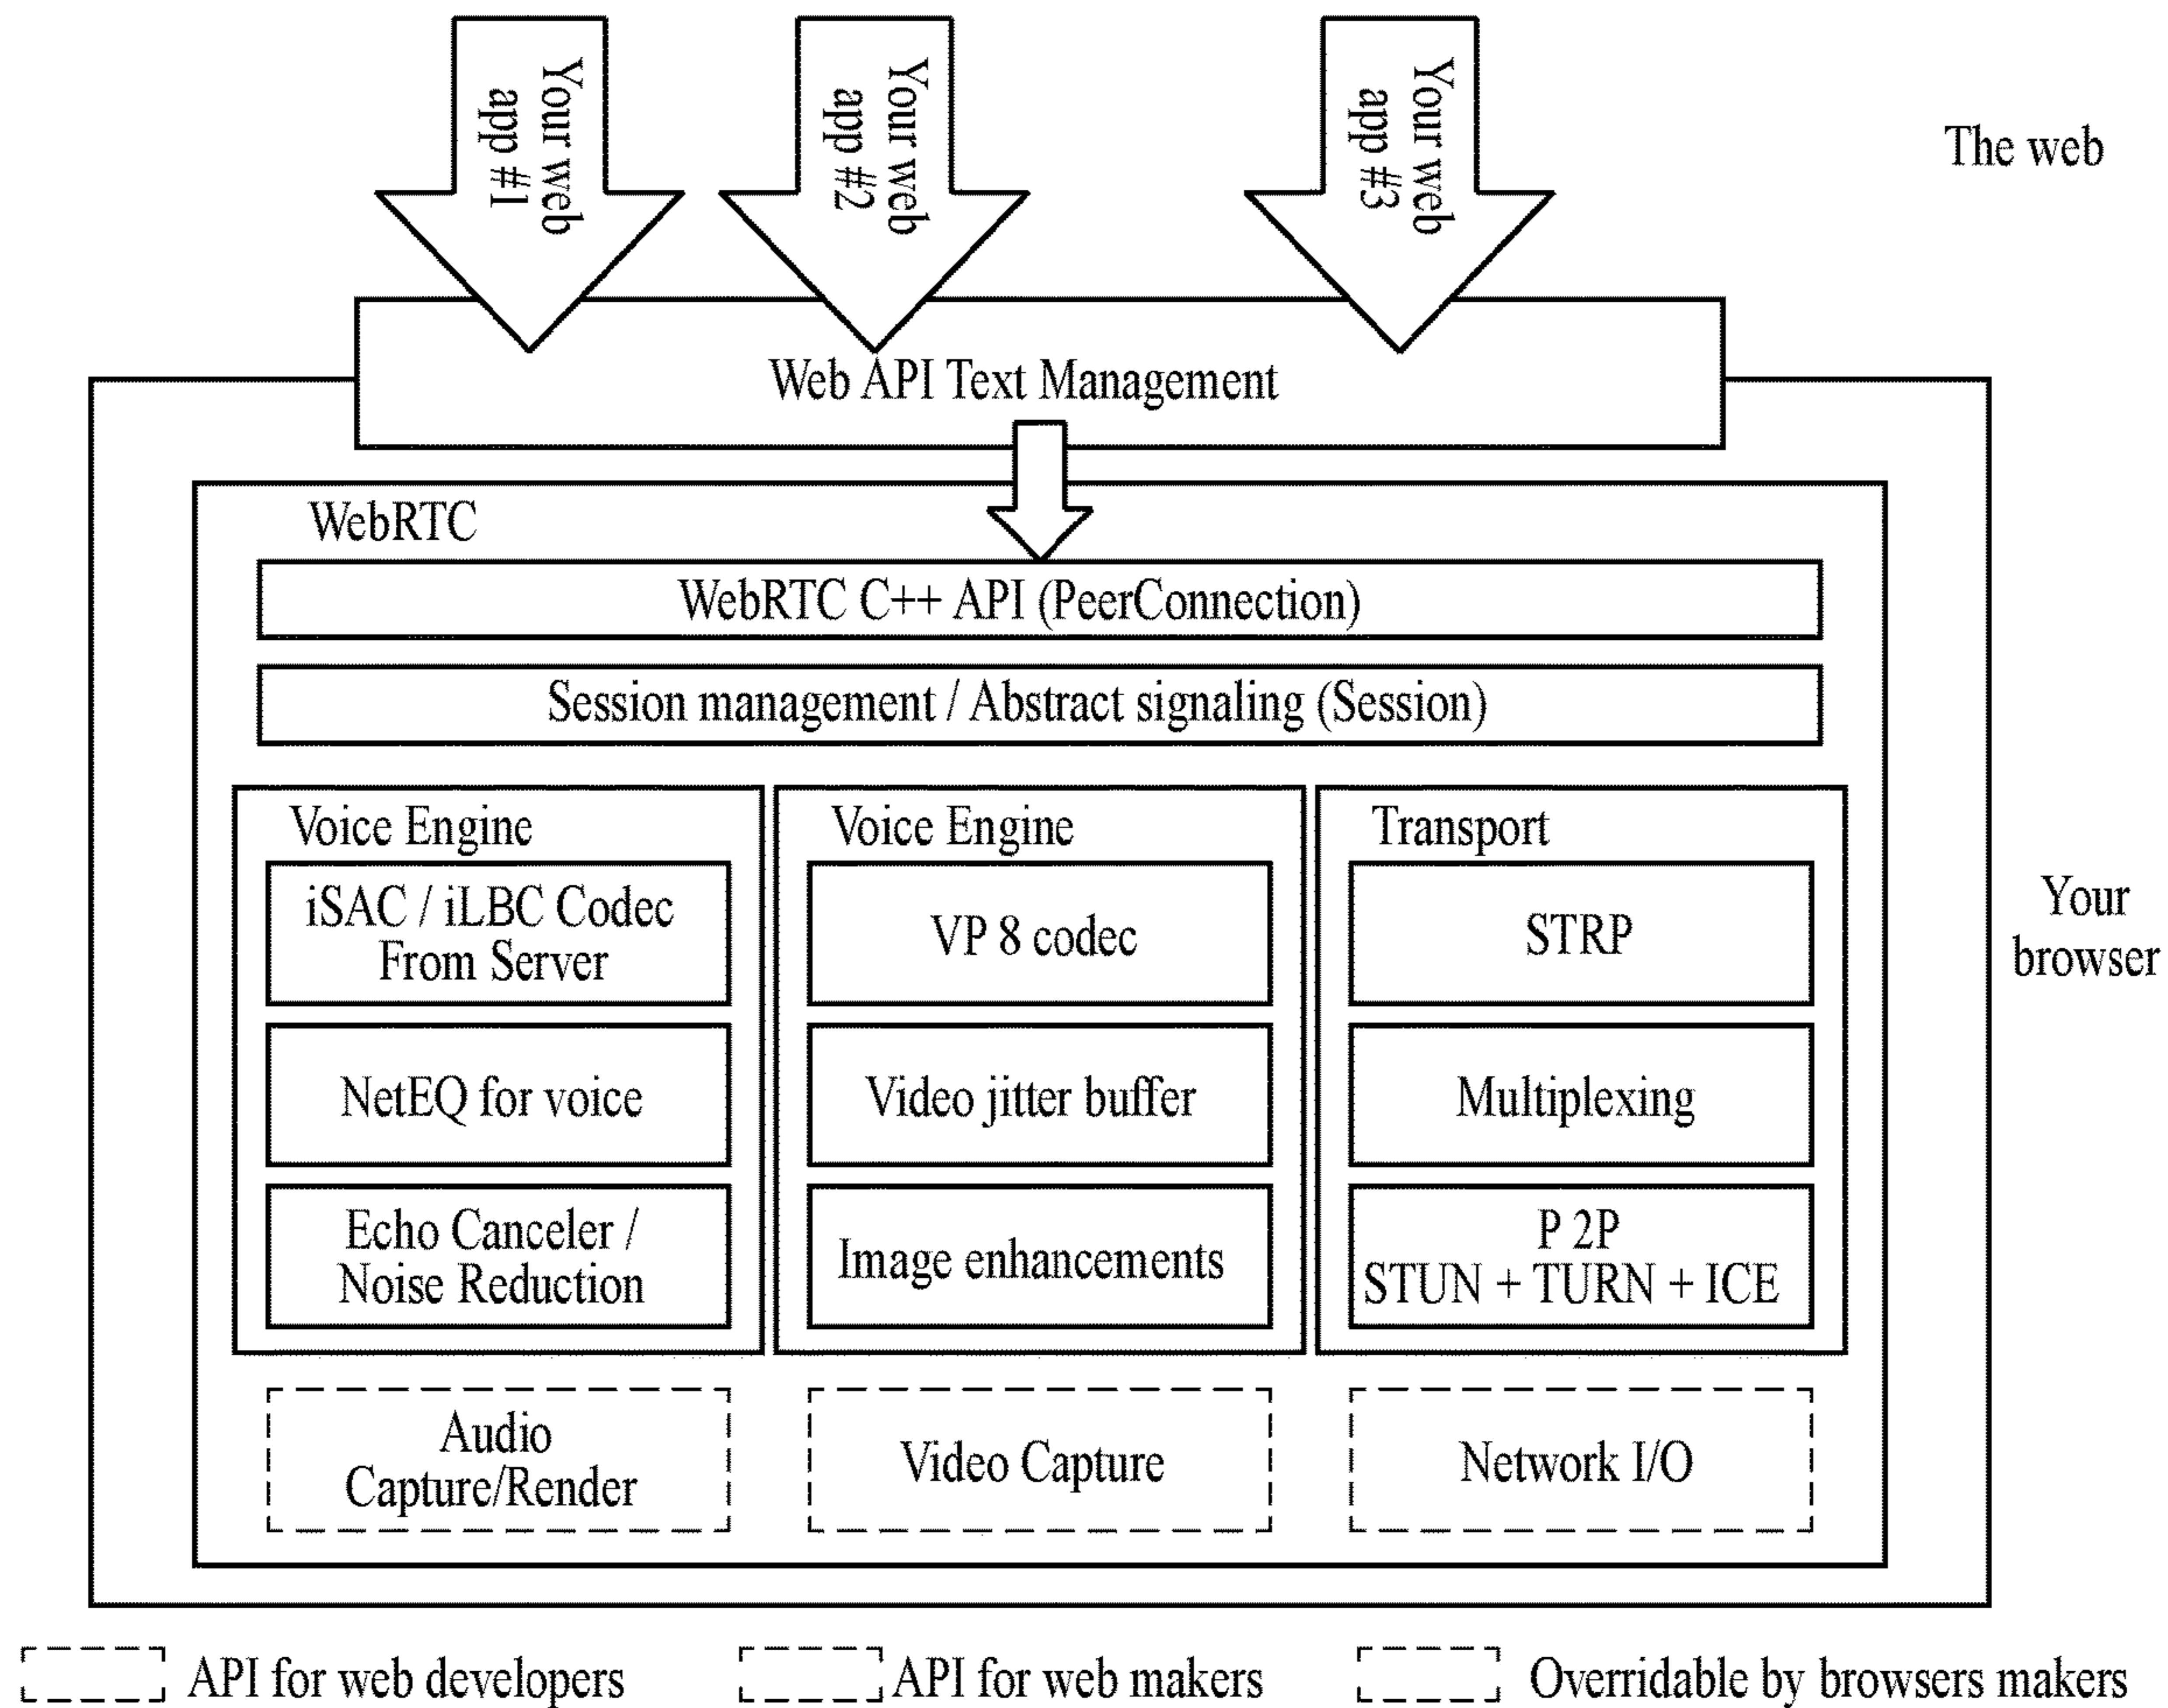 Your web
app #1
Your web
app #2
Your web
app #3
The web
Web API Text Management
WebRTC
WebRTC C++ API (PeerConnection)
Session management / Abstract signaling (Session)
Voice Engine
iSAC / iLBC Codec
From Server
NetEQ for voice
Echo Canceler /
Noise Reduction
Voice Engine
VP 8 codec
Video jitter buffer
Image enhancements
Transport
STRP
Multiplexing
P 2P
STUN + TURN + ICE
Your
browser
Audio
Capture/Render
Video Capture
Network I/O
API for web developers
API for web makers
Overridable by browsers makers